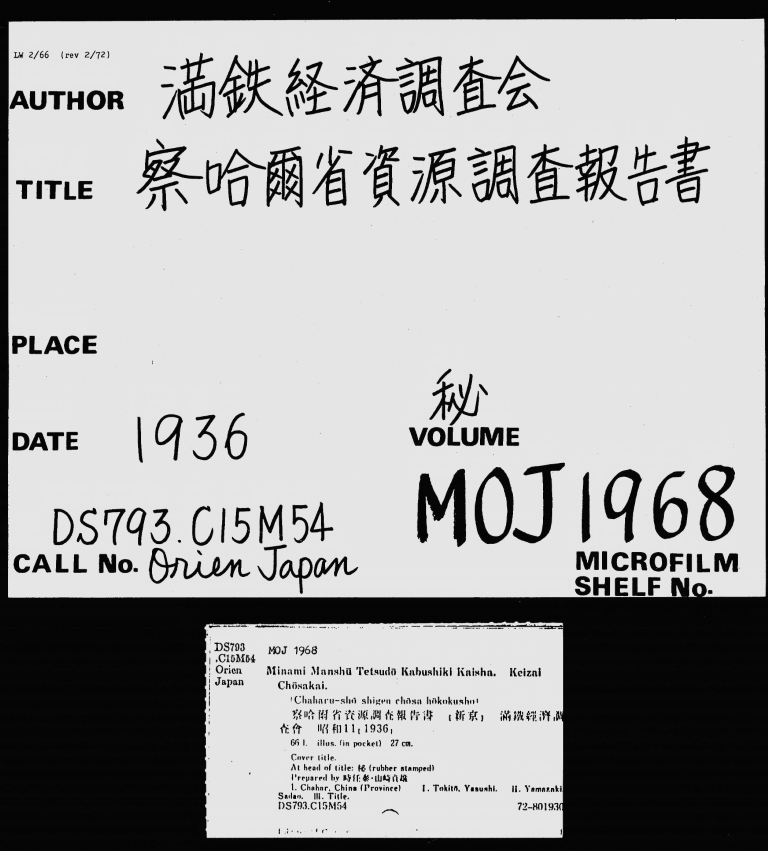 LW 2/66 (rev 2/72)
AUTHOR 満鉄経済調査会
TITLE 察哈爾省資源調査報告書
PLACE
DATE 1936
秘
VOLUME
DS793.C15M54
CALL No. Orien Japan
MOJ 1968
MICROFILM
SHELF No.
DS793 MOJ 1968
.C15M54
Orien Minami Manshū Tetsudō Kabushiki Kaisha. Keizai
Japan Chōsakai.
(Chaharu-shō shigen chōsa hōkokusho)
察哈爾省資源調査報告書 [新京] 滿鐵經濟調
査會 昭和11[1936]
66 l. illus. (in pocket) 27 cm.
Cover title.
At head of title: 秘 (rubber stamped)
Prepared by 時任泰・山崎貞雄
1. Chahar, China (Province) I. Tokitō, Yasushi. II. Yamazaki
Sadao. III. Title.
DS793.C15M54 72-801930